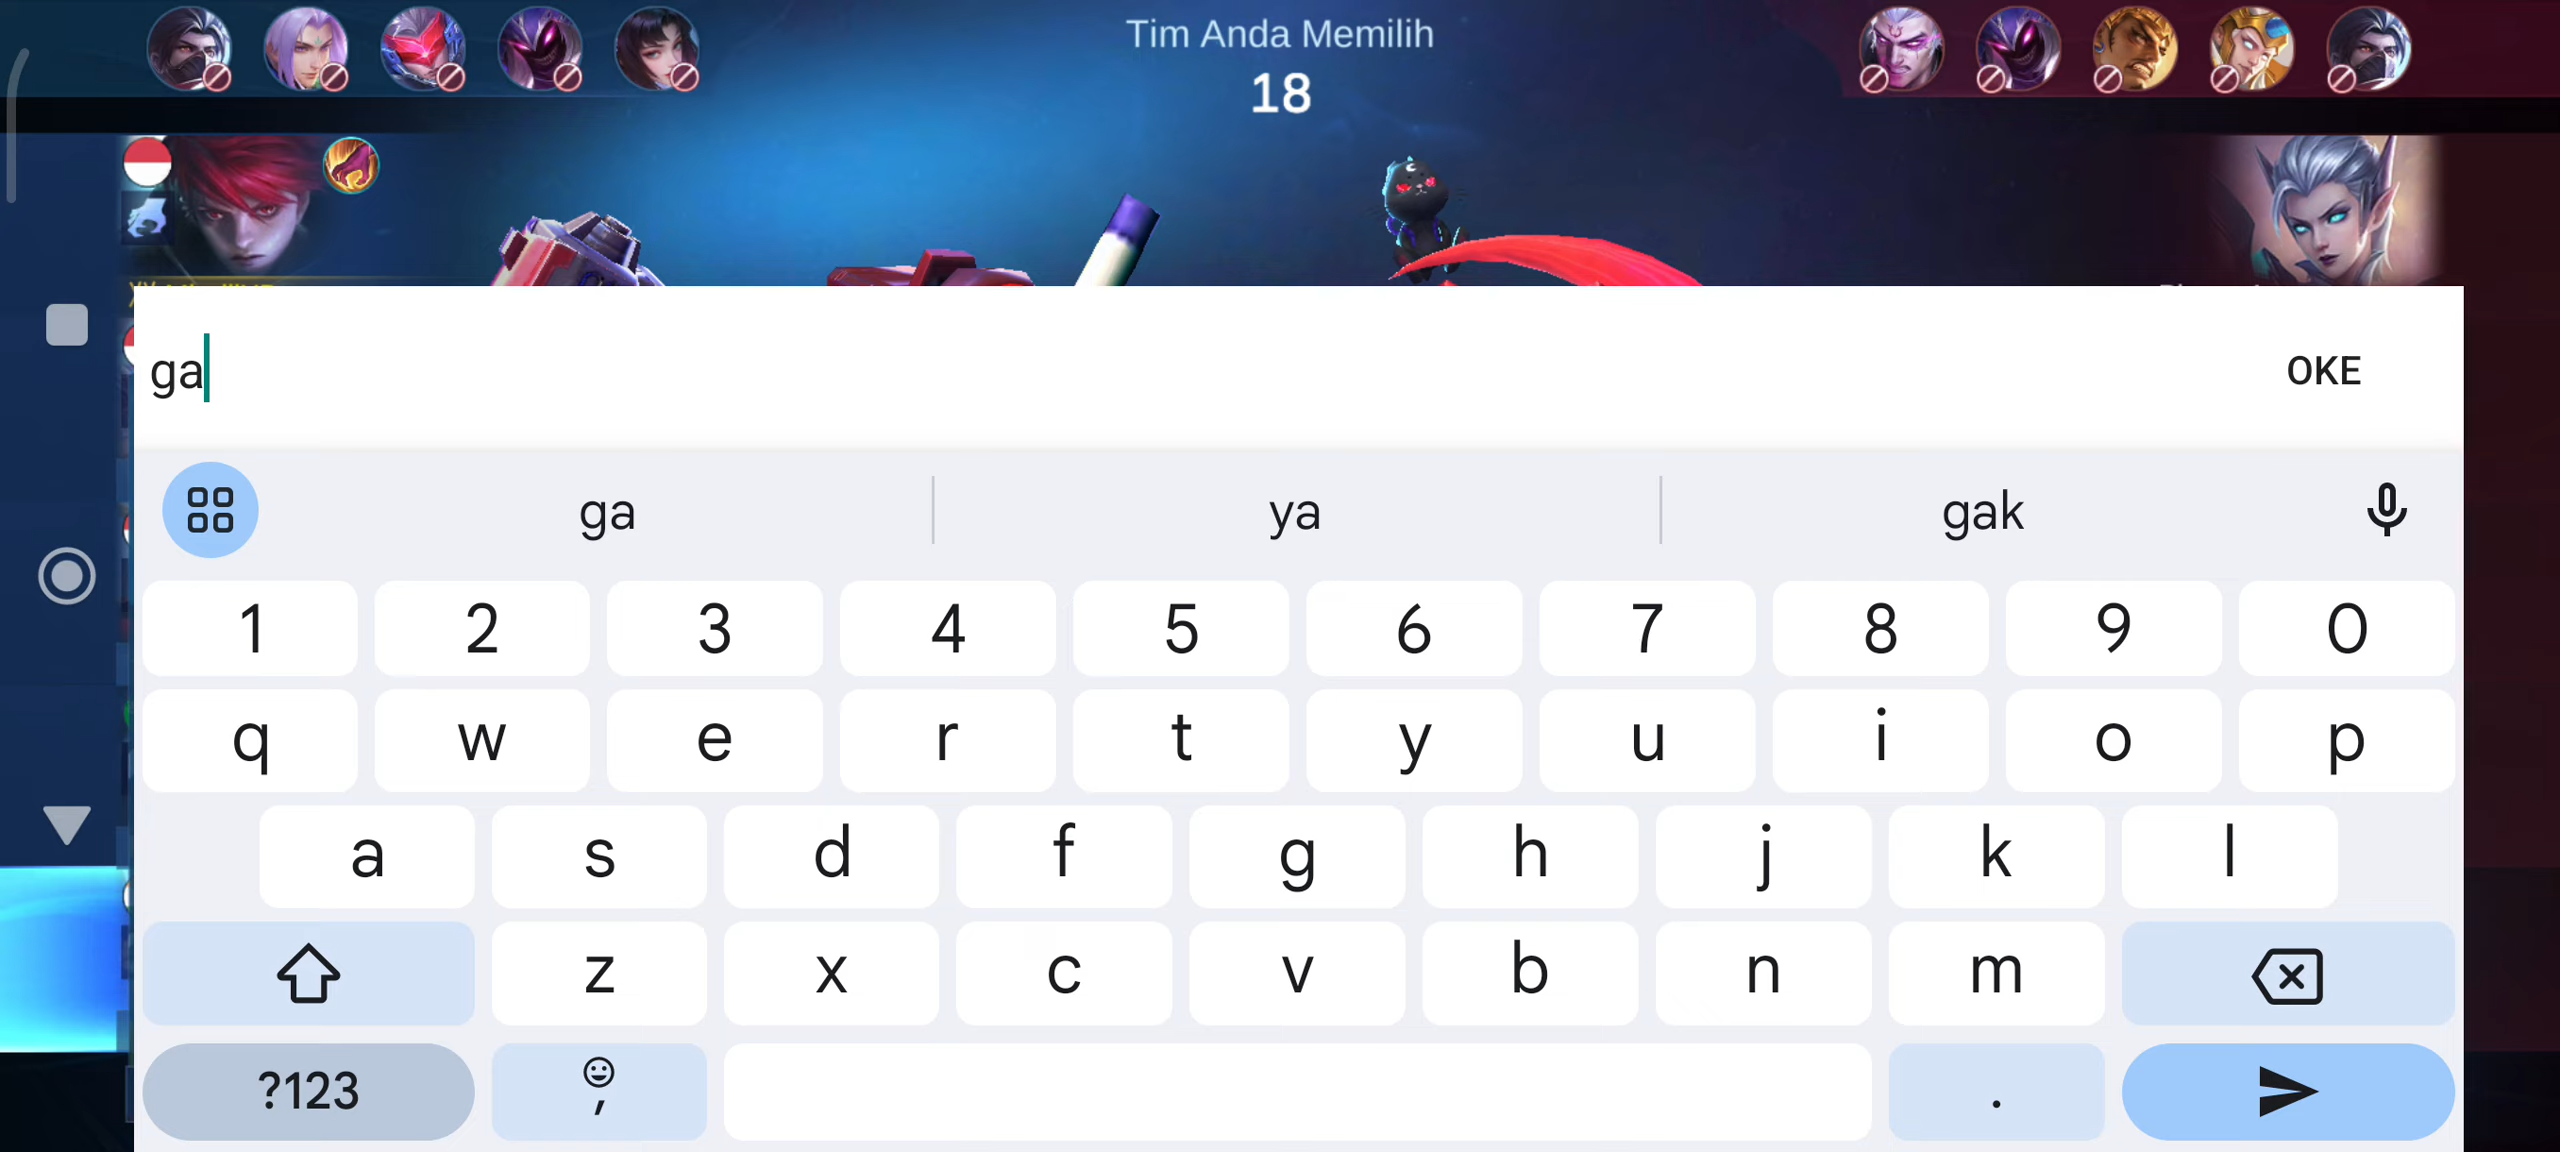 Tim Anda Memilih
18
ga
OKE
ga ya gak
1 2 3 4 5 6 7 8 9 0
q w e r t y u i o p
a s d f g h j k l
z x c v b n m
?123 , .